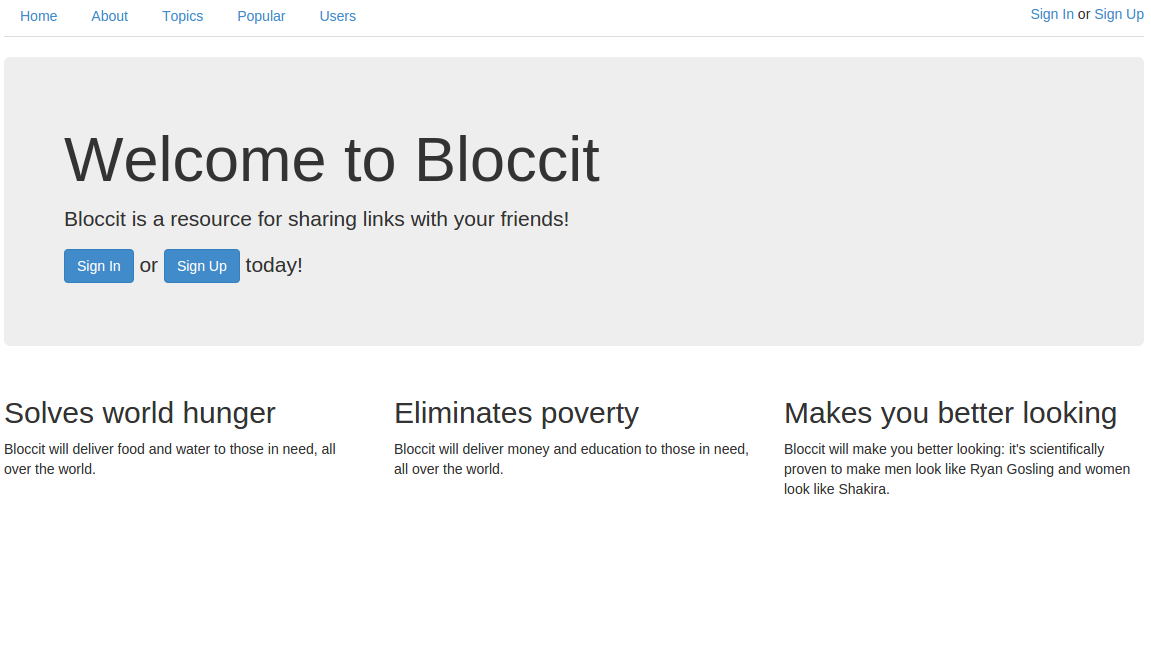 Home About Topics Popular Users Sign In or Sign Up
Welcome to Bloccit
Bloccit is a resource for sharing links with your friends!
Sign In or Sign Up today!
Solves world hunger
Bloccit will deliver food and water to those in need, all
over the world.
Eliminates poverty
Bloccit will deliver money and education to those in need,
all over the world.
Makes you better looking
Bloccit will make you better looking: it's scientifically
proven to make men look like Ryan Gosling and women
look like Shakira.